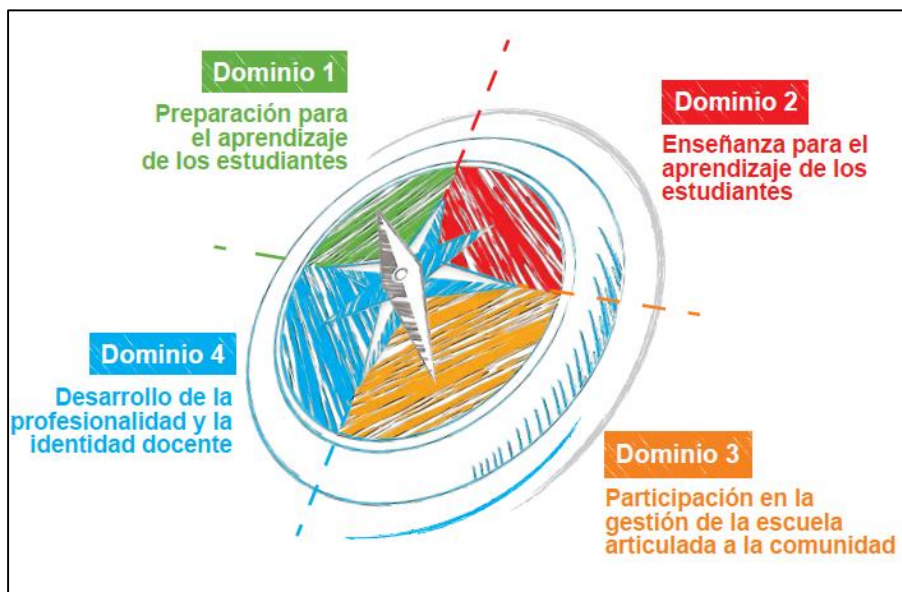 Dominio 1
Preparación para
el aprendizaje
de los estudiantes
Dominio 2
Enseñanza para el
aprendizaje de los
estudiantes
Dominio 4
Desarrollo de la
profesionalidad y la
identidad docente
Dominio 3
Participación en la
gestión de la escuela
articulada a la comunidad